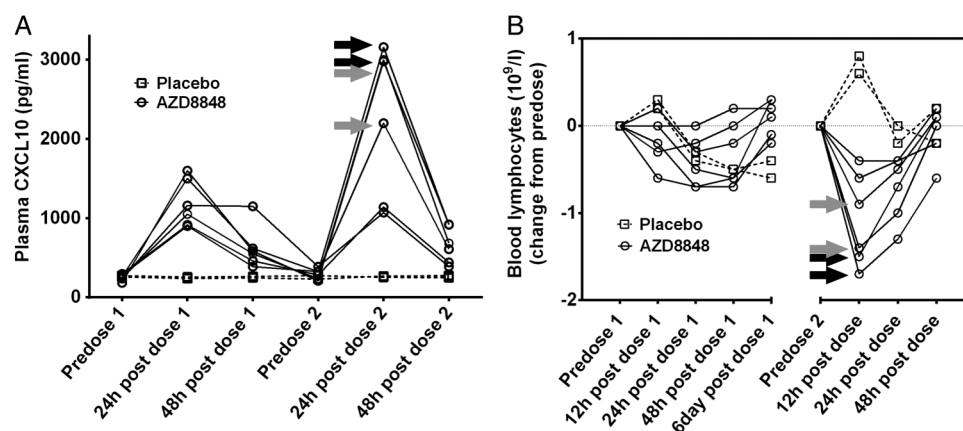 A
Plasma CXCL10 (pg/ml)
3000
2000
1000
0
Placebo
AZD8848
Predose 1
24h post dose 1
48h post dose 1
Predose 2
24h post dose 2
48h post dose 2
B
Blood lymphocytes (10⁹/l)
(change from predose)
1
0
-1
-2
Placebo
AZD8848
Predose 1
12h post dose 1
24h post dose 1
48h post dose 1
6day post dose 1
Predose 2
12h post dose
24h post dose
48h post dose